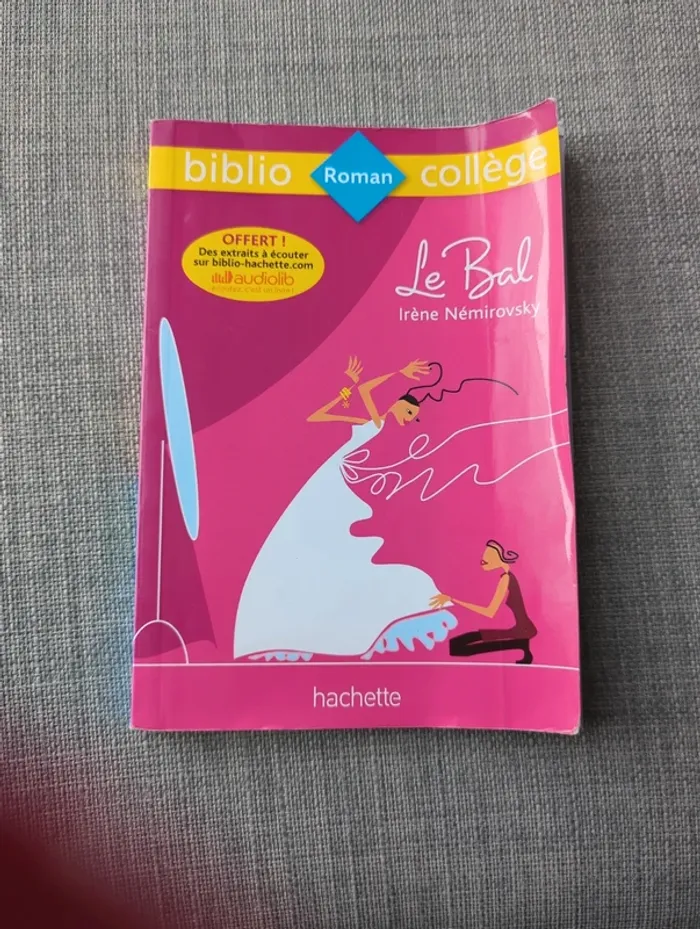 biblio Roman collège
OFFERT !
Des extraits à écouter
sur biblio-hachette.com
audiolib
Le Bal
Irène Némirovsky
hachette